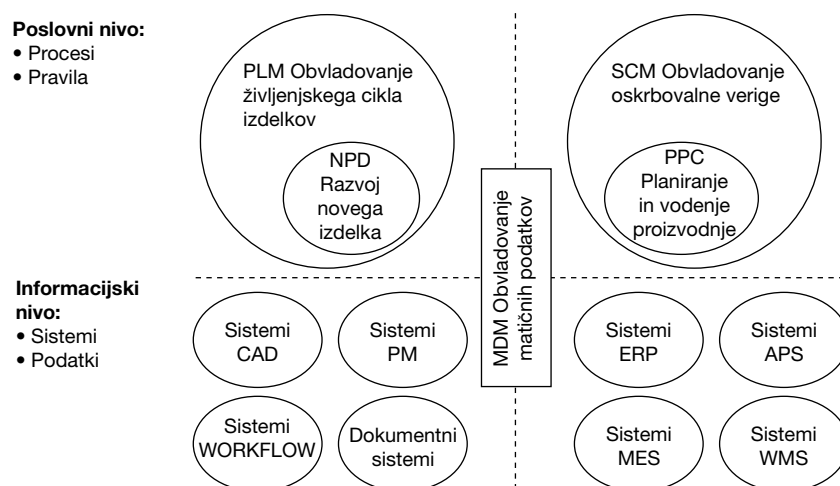 Poslovni nivo:
• Procesi
• Pravila
PLM Obvladovanje
življenjskega cikla
izdelkov
NPD
Razvoj
novega
izdelka
SCM Obvladovanje
oskrbovalne verige
PPC
Planiranje
in vodenje
proizvodnje
MDM Obvladovanje
matičnih podatkov
Informacijski
nivo:
• Sistemi
• Podatki
Sistemi
CAD
Sistemi
PM
Sistemi
ERP
Sistemi
APS
Sistemi
WORKFLOW
Dokumentni
sistemi
Sistemi
MES
Sistemi
WMS